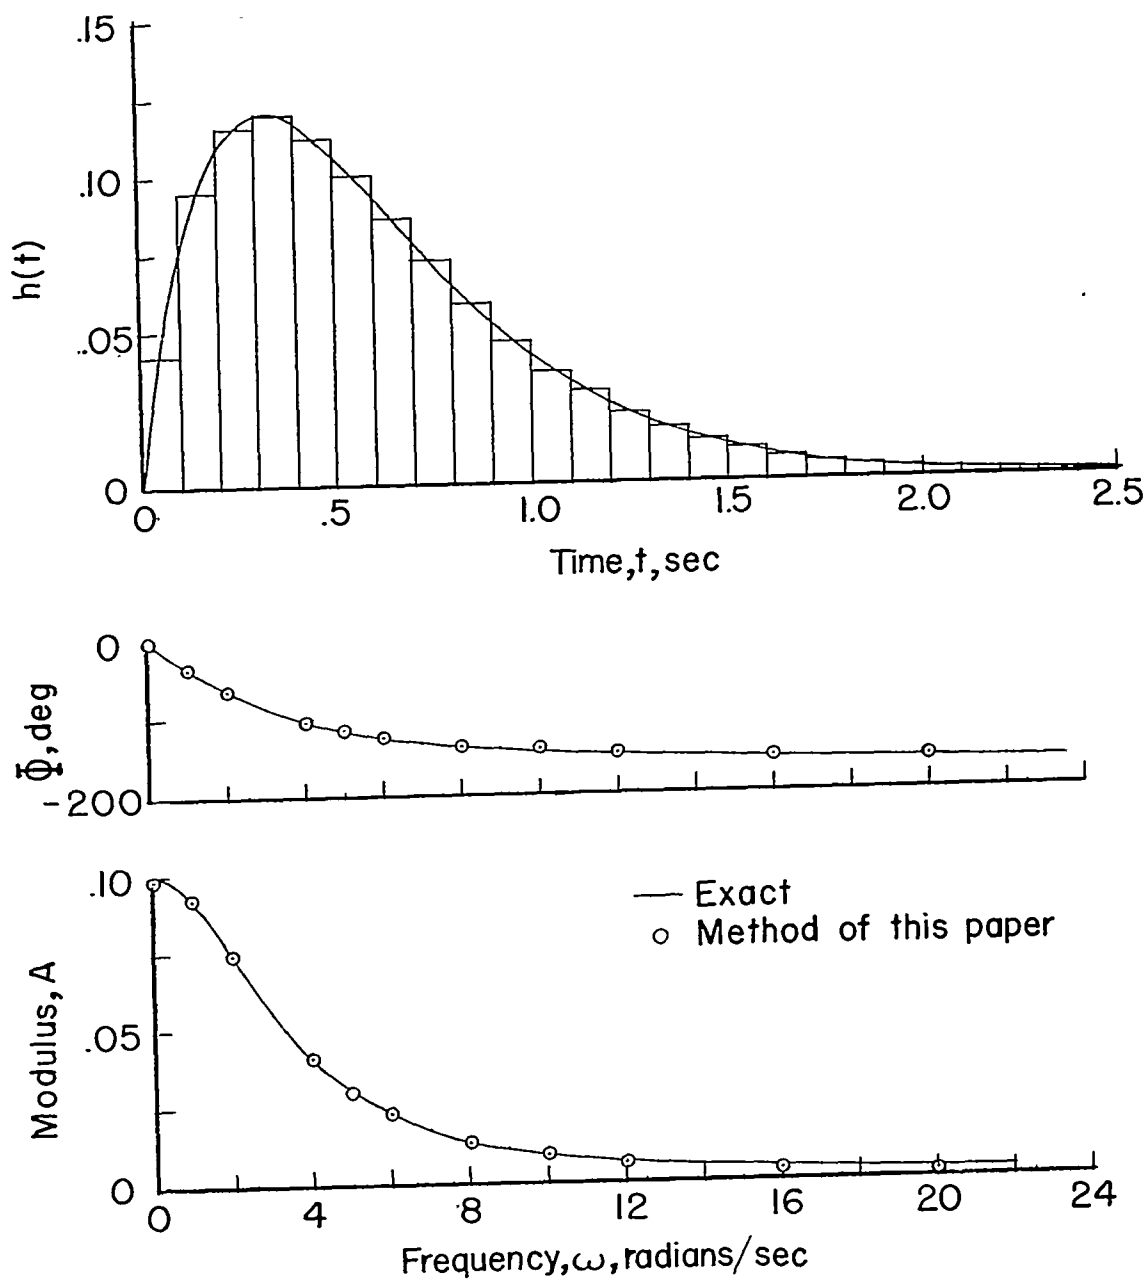 .15
.10
.05
0
h(t)
0 .5 1.0 1.5 2.0 2.5
Time,t,sec
0
-200
Φ,deg
.10
.05
0
Modulus, A
Exact
Method of this paper
0 4 8 12 16 20 24
Frequency,ω,radians/sec